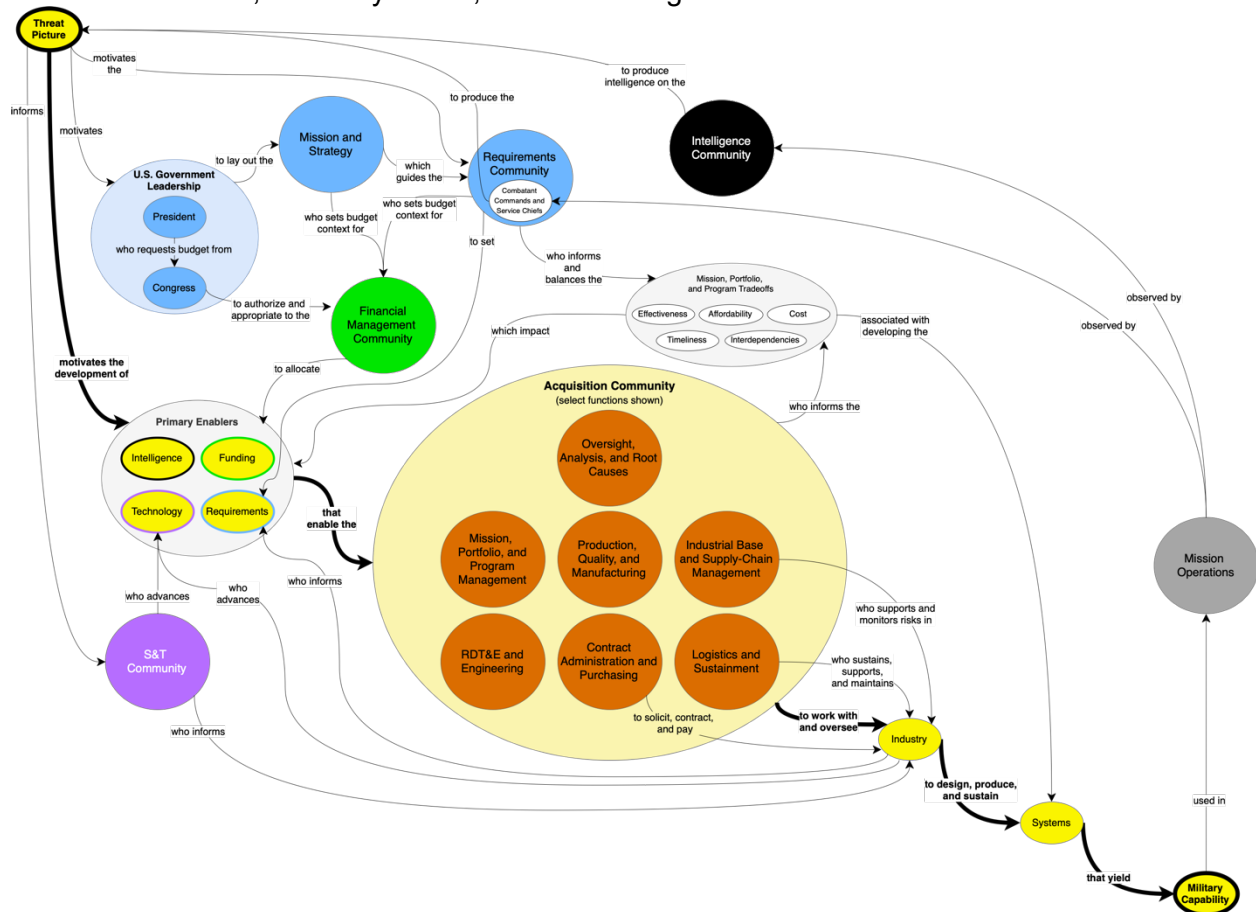 Threat
Picture
motivates
the
to produce
intelligence on the
informs
to produce the
motivates
Mission and
Strategy
Intelligence
Community
to lay out the
which
guides the
Requirements
Community
U.S. Government
Leadership
Combatant
Commands and
Service Chiefs
President
who sets budget
context for
who sets budget
context for
who requests budget from
to set
who informs
and
balances the
Congress
Mission, Portfolio,
and Program Tradeoffs
to authorize and
appropriate to the
Effectiveness
Affordability
Cost
Timeliness
Interdependencies
observed by
observed by
associated with
developing the
Financial
Management
Community
which impact
motivates the
development of
to allocate
Acquisition Community
(select functions shown)
who informs the
Primary Enablers
Intelligence
Funding
Technology
Requirements
Oversight,
Analysis, and Root
Causes
that
enable the
Mission,
Portfolio, and
Program
Management
Production,
Quality, and
Manufacturing
Industrial Base
and Supply-Chain
Management
Mission
Operations
who advances
who
advances
who informs
who supports and
monitors risks in
S&T
Community
RDT&E and
Engineering
Contract
Administration and
Purchasing
Logistics and
Sustainment
who sustains,
supports,
and maintains
to solicit, contract,
and pay
to work with
and oversee
who informs
Industry
to design, produce,
and sustain
used in
Systems
that yield
Military
Capability